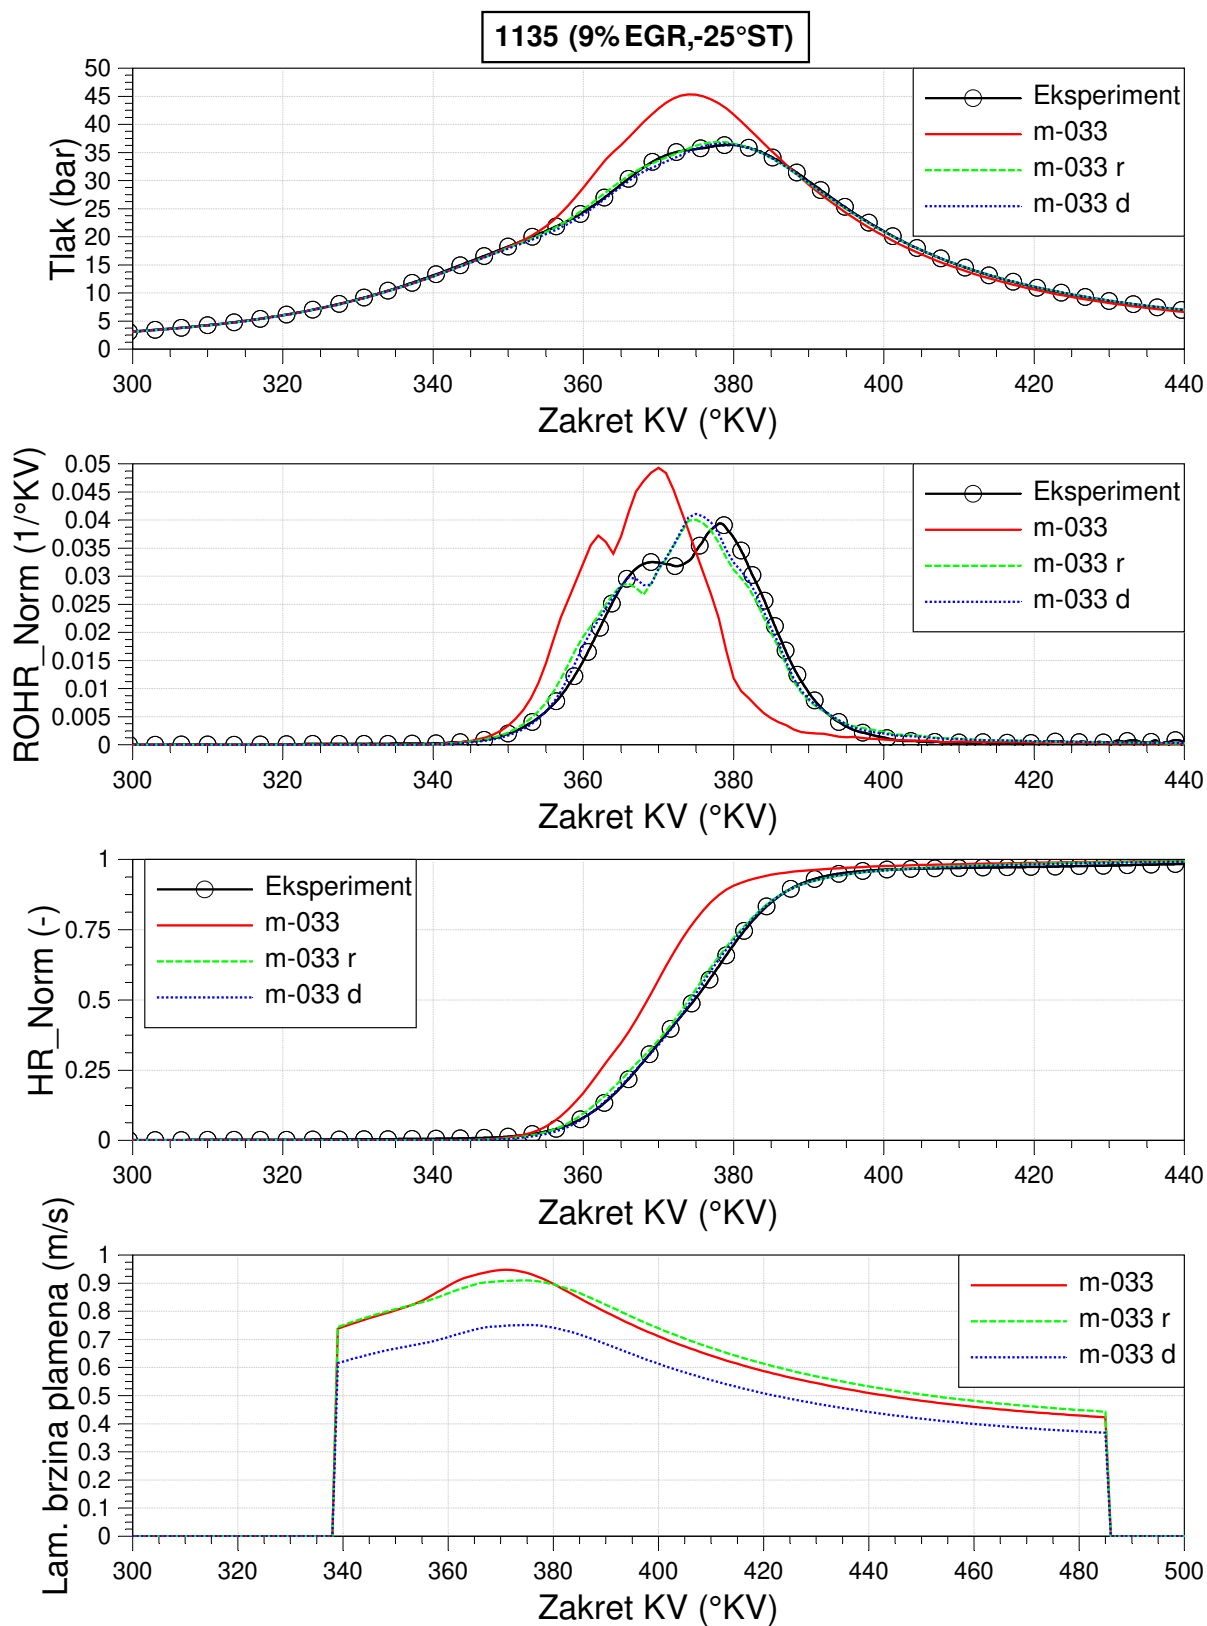 1135 (9% EGR,-25°ST)
Tlak (bar)
50
45
40
35
30
25
20
15
10
5
0
Eksperiment
m-033
m-033 r
m-033 d
300 320 340 360 380 400 420 440
Zakret KV (°KV)
ROHR_Norm (1/°KV)
0.05
0.045
0.04
0.035
0.03
0.025
0.02
0.015
0.01
0.005
0
Eksperiment
m-033
m-033 r
m-033 d
300 320 340 360 380 400 420 440
Zakret KV (°KV)
HR_Norm (-)
1
0.75
0.5
0.25
0
Eksperiment
m-033
m-033 r
m-033 d
300 320 340 360 380 400 420 440
Zakret KV (°KV)
Lam. brzina plamena (m/s)
1
0.9
0.8
0.7
0.6
0.5
0.4
0.3
0.2
0.1
0
m-033
m-033 r
m-033 d
300 320 340 360 380 400 420 440 460 480 500
Zakret KV (°KV)